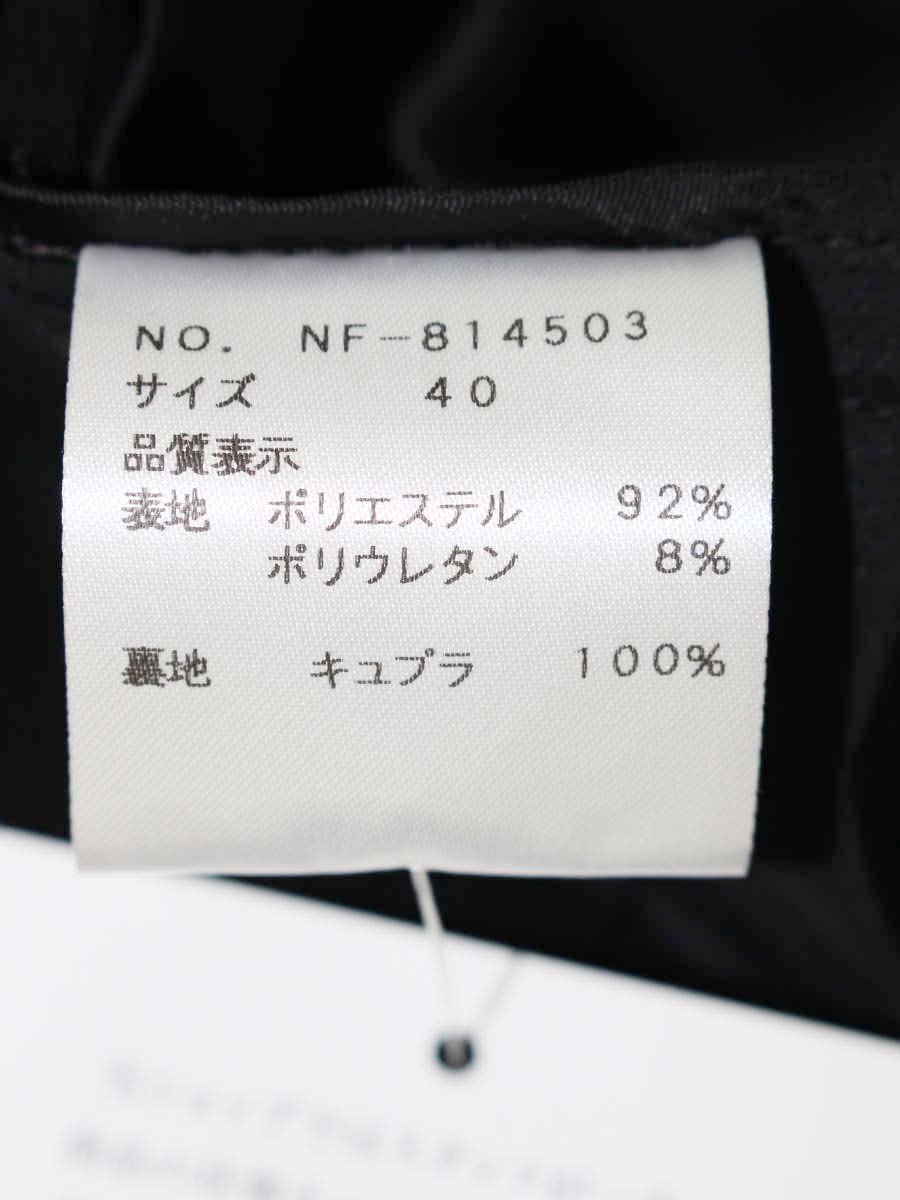 NO. NF-814503
サイズ 40
品質表示
表地 ポリエステル 92%
ポリウレタン 8%
裏地 キュプラ 100%